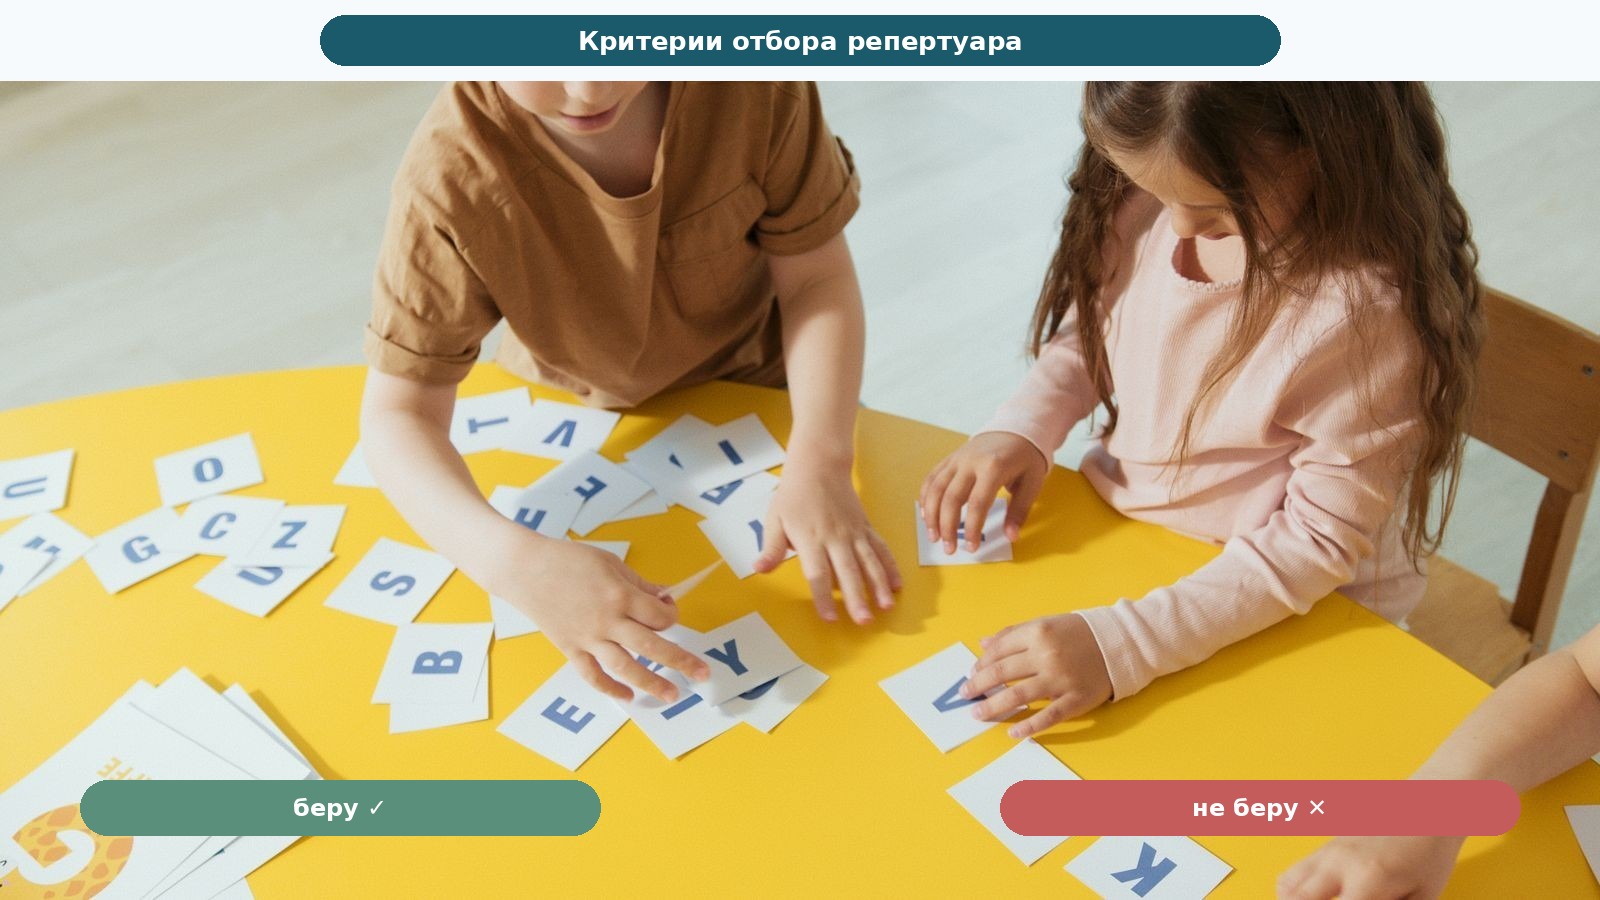 Критерии отбора репертуара
T
V
I
U
O
E
C
Z
G
U
S
B
Y
E
I
A
K
беру ✓
не беру ✕